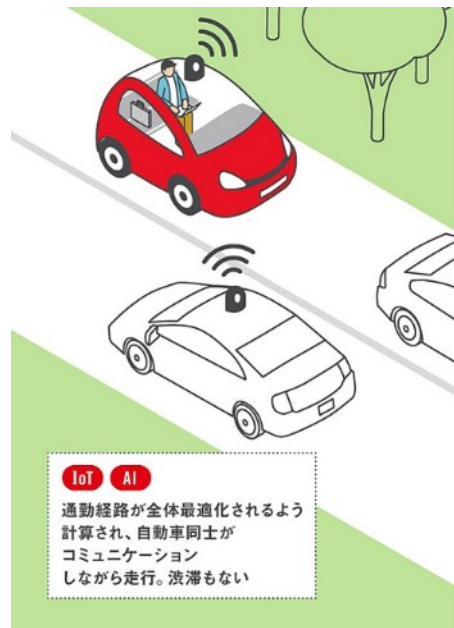 IoT AI
通勤経路が全体最適化されるよう
計算され、自動車同士が
コミュニケーション
しながら走行。渋滞もない